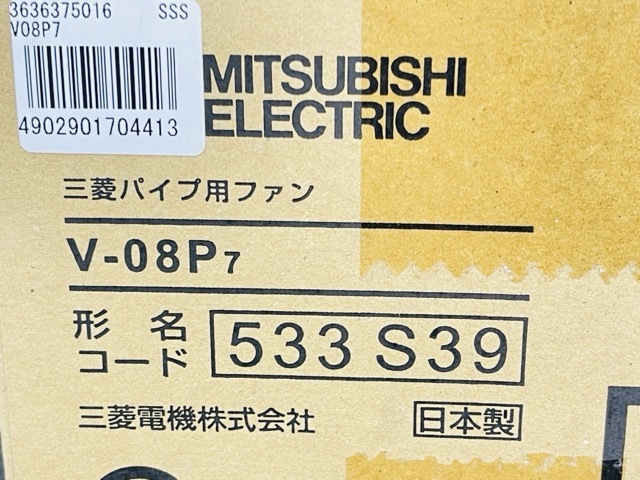 3636375016 SSS
V08P7
4902901704413
MITSUBISHI
ELECTRIC
三菱パイプ用ファン
V-08P7
形名
コード 533 S39
三菱電機株式会社 日本製